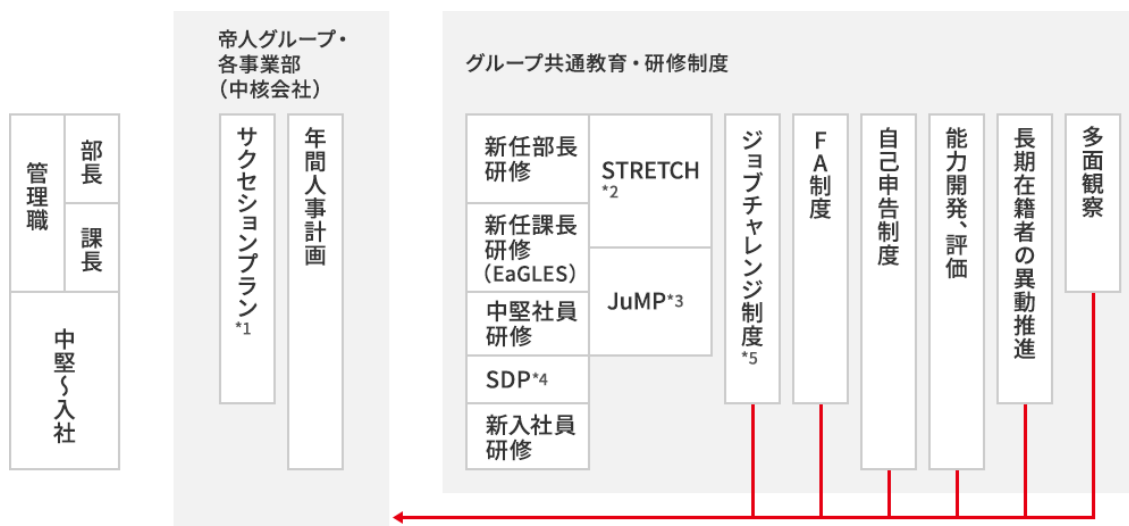 帝人グループ・
各事業部
（中核会社）
グループ共通教育・研修制度
管理職
部長
課長
中堅～入社
サクセションプラン*1
年間人事計画
新任部長
研修
新任課長
研修
（EaGLES）
中堅社員
研修
SDP*4
新入社員
研修
STRETCH
*2
JuMP*3
ジョブチャレンジ制度*5
FA制度
自己申告制度
能力開発、評価
長期在籍者の異動推進
多面観察